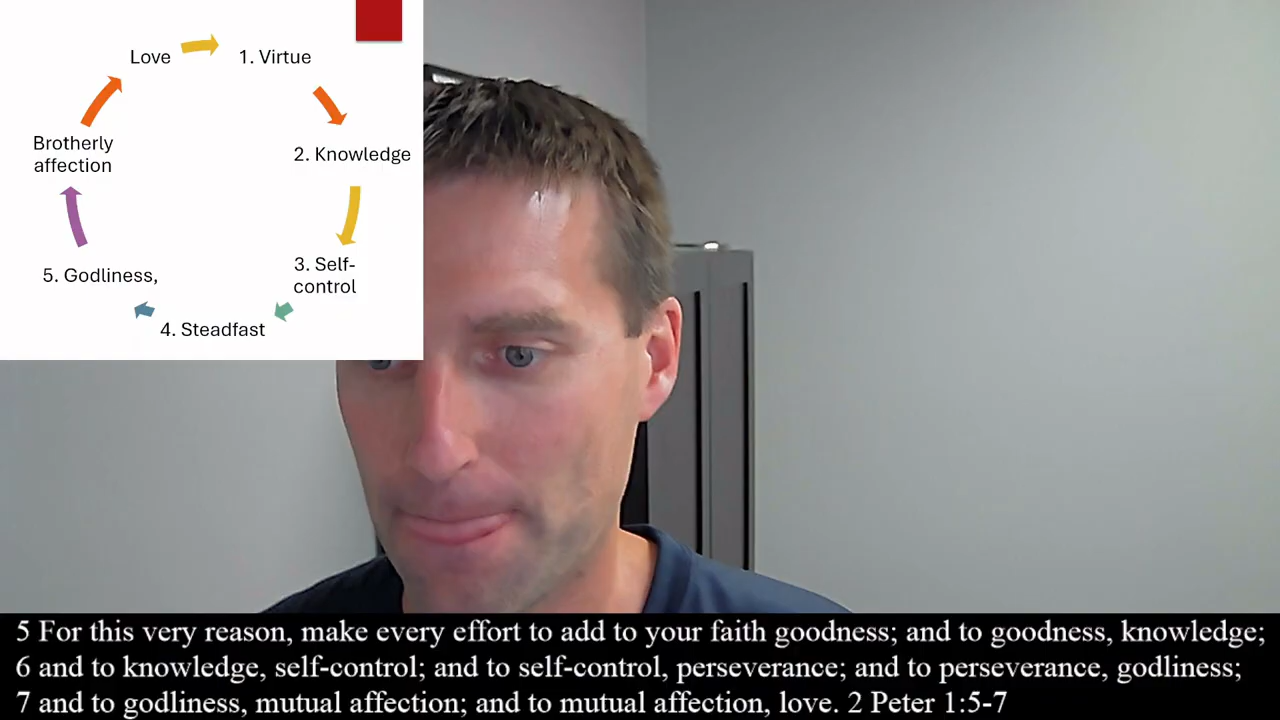 Love
1. Virtue
2. Knowledge
3. Self-
control
4. Steadfast
5. Godliness,
Brotherly
affection
5 For this very reason, make every effort to add to your faith goodness; and to goodness, knowledge;
6 and to knowledge, self-control; and to self-control, perseverance; and to perseverance, godliness;
7 and to godliness, mutual affection; and to mutual affection, love. 2 Peter 1:5-7